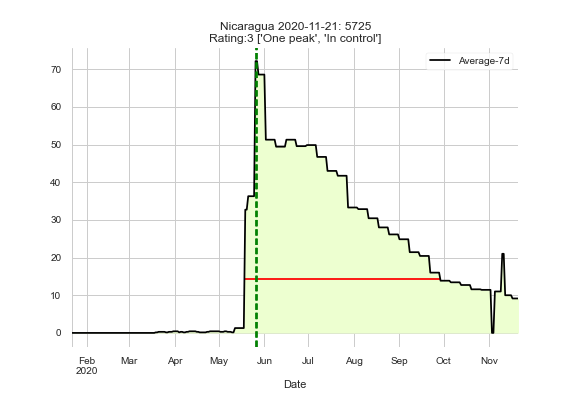 Nicaragua 2020-11-21: 5725
Rating:3 ['One peak', 'In control']
Average-7d
70
60
50
40
30
20
10
0
Feb Mar Apr May Jun Jul Aug Sep Oct Nov
2020
Date